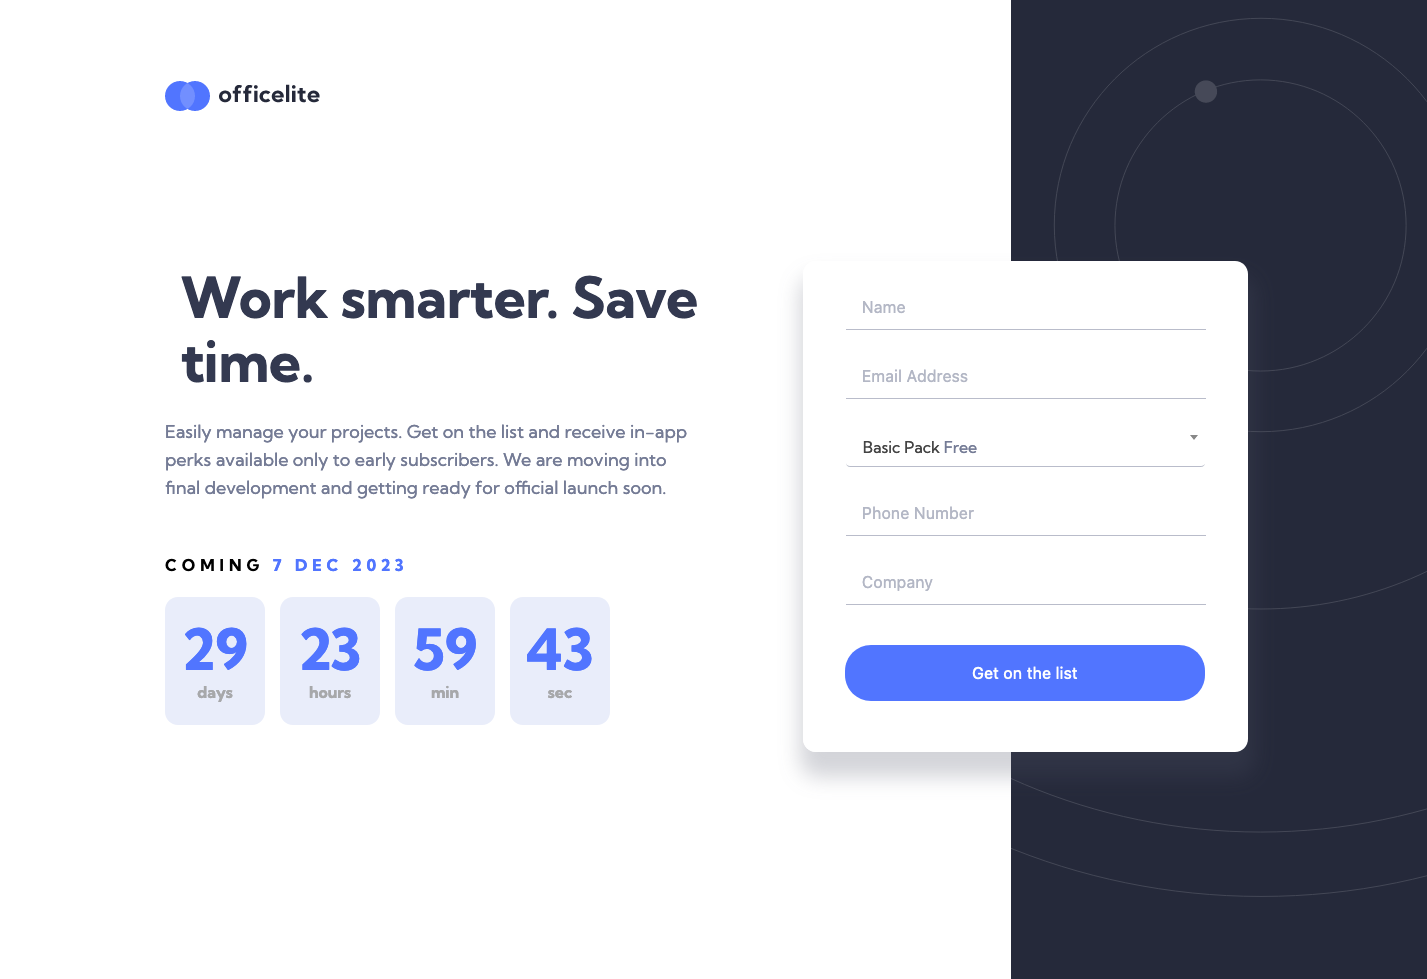 officelite
Work smarter. Save
time.
Easily manage your projects. Get on the list and receive in-app
perks available only to early subscribers. We are moving into
final development and getting ready for official launch soon.
COMING 7 DEC 2023
29 23 59 43
days hours min sec
Name
Email Address
Basic Pack Free
Phone Number
Company
Get on the list